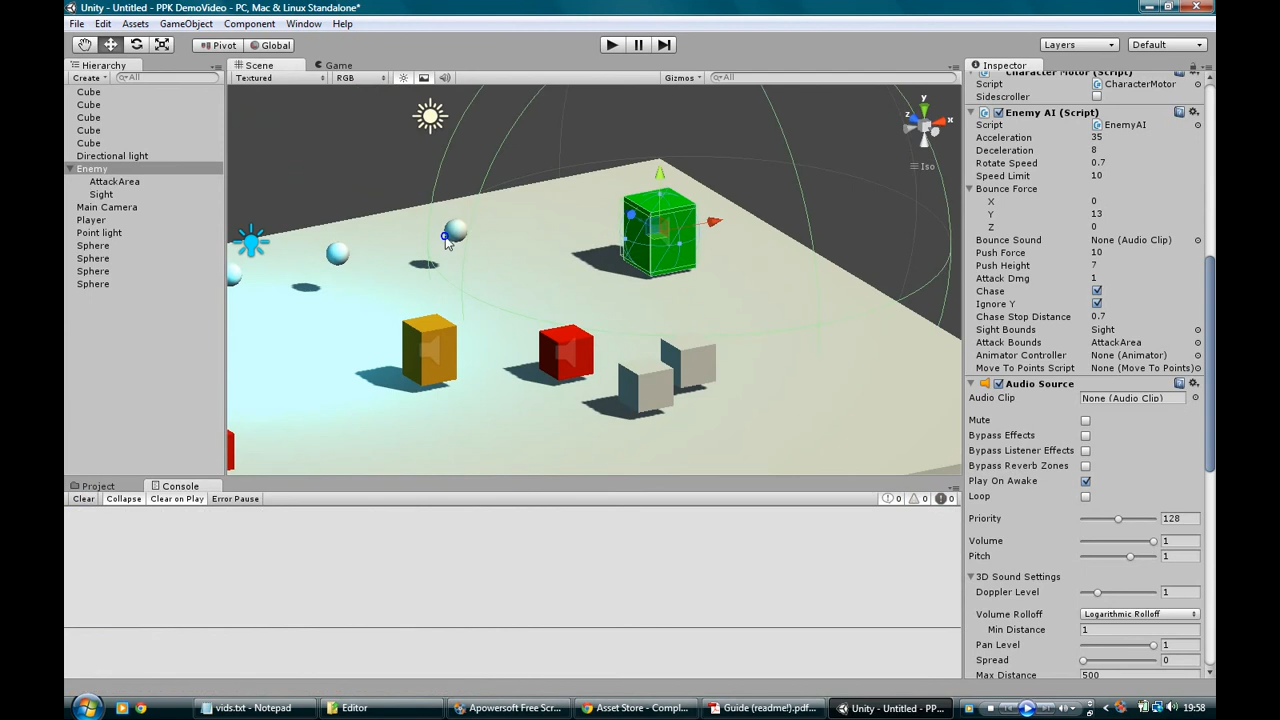 Unity - Untitled - PPK DemoVideo - PC, Mac & Linux Standalone*
File Edit Assets GameObject Component Window Help
Pivot Global Layers Default
Hierarchy
Create All
Cube
Cube
Cube
Cube
Cube
Directional light
Enemy
AttackArea
Sight
Main Camera
Player
Point light
Sphere
Sphere
Sphere
Sphere
Scene Game
Textured RGB Gizmos All
y
z
x
Iso
Project Console
Clear Collapse Clear on Play Error Pause 0 0 0
Inspector
Character Motor (Script)
Script CharacterMotor
Sidescroller
Enemy AI (Script)
Script EnemyAI
Acceleration 35
Deceleration 8
Rotate Speed 0.7
Speed Limit 10
Bounce Force
X 0
Y 13
Z 0
Bounce Sound None (Audio Clip)
Push Force 10
Push Height 7
Attack Dmg 1
Chase
Ignore Y
Chase Stop Distance 0.7
Sight Bounds Sight
Attack Bounds AttackArea
Animator Controller None (Animator)
Move To Points Script None (Move To Points)
Audio Source
Audio Clip None (Audio Clip)
Mute
Bypass Effects
Bypass Listener Effects
Bypass Reverb Zones
Play On Awake
Loop
Priority 128
Volume 1
Pitch 1
3D Sound Settings
Doppler Level 1
Volume Rolloff Logarithmic Rolloff
Min Distance 1
Pan Level 1
Spread 0
Max Distance 500
vids.txt - Notepad Editor Apowersoft Free Scr... Asset Store - Compl... Guide (readme!).pdf... Unity - Untitled - PP... 19:58